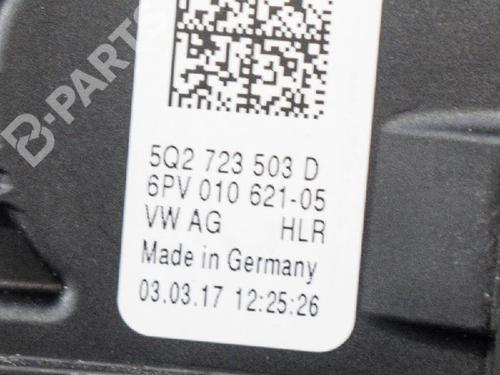 B-PARTS
5Q2 723 503 D
6PV 010 621-05
VW AG HLR
Made in Germany
03.03.17 12:25:26